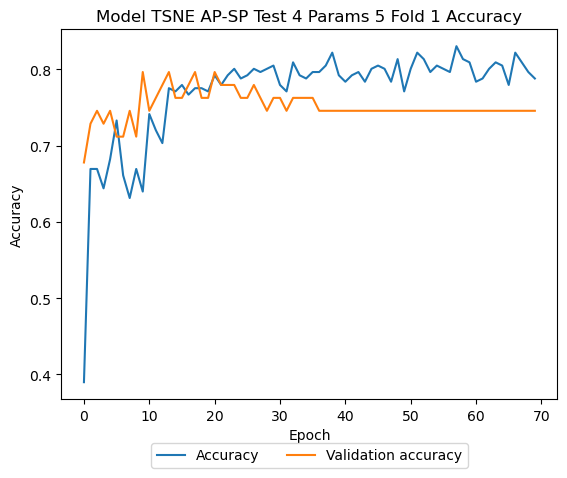 Model TSNE AP-SP Test 4 Params 5 Fold 1 Accuracy
Accuracy
0.8
0.7
0.6
0.5
0.4
0 10 20 30 40 50 60 70
Epoch
Accuracy Validation accuracy